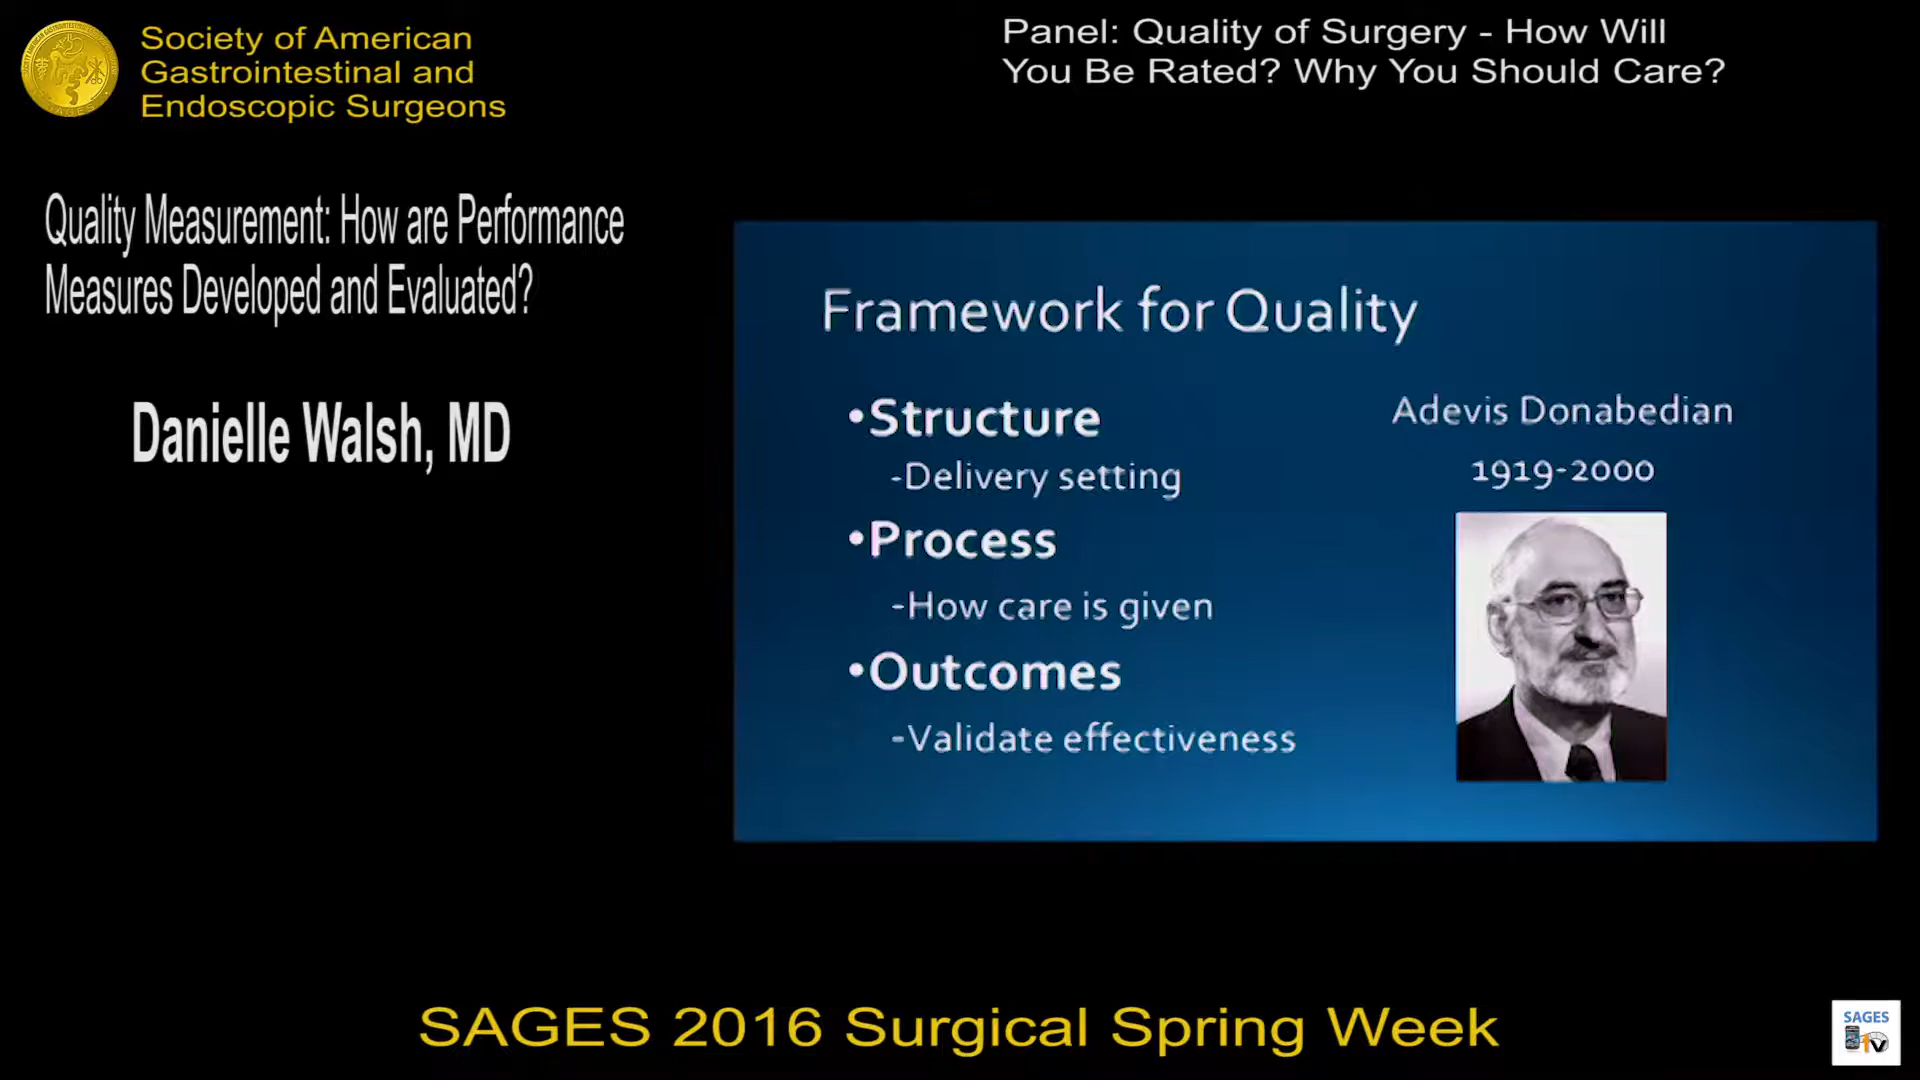 Society of American
Gastrointestinal and
Endoscopic Surgeons
Panel: Quality of Surgery - How Will
You Be Rated? Why You Should Care?
Quality Measurement: How are Performance
Measures Developed and Evaluated?
Danielle Walsh, MD
Framework for Quality
•Structure
-Delivery setting
•Process
-How care is given
•Outcomes
-Validate effectiveness
Adevis Donabedian
1919-2000
SAGES 2016 Surgical Spring Week
SAGES
TV